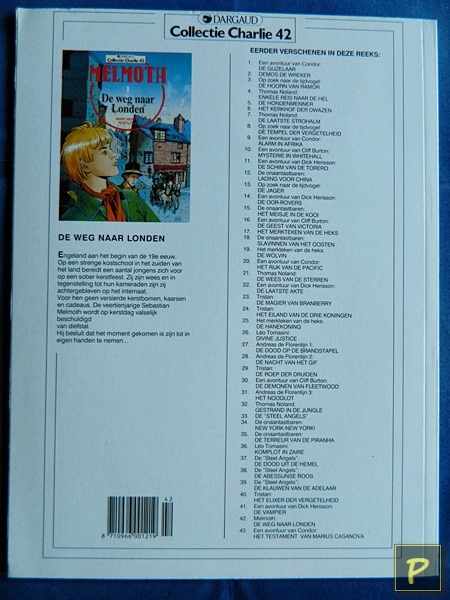 DARGAUD
Collectie Charlie 42
DARGAUD
Collectie Charlie 42
MELMOTH
De weg naar
Londen
DE WEG NAAR LONDEN
Engeland aan het begin van de 19e eeuw.
Op een strenge kostschool in het zuiden van
het land bereidt een aantal jongens zich voor
op een sober kerstfeest. Zij zijn wees en in
tegenstelling tot hun kameraden zijn zij
achtergebleven op het internaat.
Voor hen geen versierde kerstbomen, kaarsen
en cadeaus. De veertienjarige Sebastian
Melmoth wordt op kerstdag valselijk
beschuldigd
van diefstal.
Hij besluit dat het moment gekomen is zijn lot in
eigen handen te nemen...
4 2
8 710966 001219
EERDER VERSCHENEN IN DEZE REEKS:
1. Een avontuur van Condor:
DE GIJZELAAR
2. DEMOS DE WREKER
3. Op zoek naar de tijdvogel:
DE HOORN VAN RAMOR
4. Thomas Noland:
ENKELE REIS NAAR DE HEL
5. DE HONDENMENNER
6. HET KERKHOF DER DWAZEN
7. Thomas Noland:
DE LAATSTE STROHALM
8. Op zoek naar de tijdvogel:
DE TEMPEL DER VERGETELHEID
9. Een avontuur van Condor:
ALARM IN AFRIKA
10. Een avontuur van Cliff Burton:
MYSTERIE IN WHITEHALL
11. Een avontuur van Dick Herisson:
DE SCHIM VAN DE TORERO
12. De onaantastbaren:
LADING VOOR CHINA
13. Op zoek naar de tijdvogel:
DE JAGER
14. Een avontuur van Dick Herisson:
DE OOR-ROVERS
15. De onaantastbaren:
HET MEISJE IN DE KOOI
16. Een avontuur van Cliff Burton:
DE GEEST VAN VICTORIA
17. HET MERKTEKEN VAN DE HEKS
18. De onaantastbaren:
SLAVINNEN VAN HET OOSTEN
19. Het merkteken van de heks:
DE WOLVIN
20. Een avontuur van Condor:
HET RIJK VAN DE PACIFIC
21. Thomas Noland:
DE WEES VAN DE STERREN
22. Een avontuur van Dick Herisson:
DE LAATSTE AKTE
23. Tristan:
DE MAGIER VAN BRANBERRY
24. Tristan:
HET EILAND VAN DE DRIE KONINGEN
25. Het merkteken van de heks:
DE HANEKONING
26. Léo Tomasini:
DIVINE JUSTICE
27. Andreas de Florentijn 1:
DE DOOD OP DE BRANDSTAPEL
28. Andreas de Florentijn 2:
DE NACHT VAN HET GIF
29. Tristan:
DE ROEP DER DRUIDEN
30. Een avontuur van Cliff Burton:
DE DEMONEN VAN FLEETWOOD
31. Andreas de Florentijn 3:
HET NOODLOT
32. Thomas Noland:
GESTRAND IN DE JUNGLE
33. DE "STEEL ANGELS"
34. De onaantastbaren:
NEW YORK-NEW YORK!
35. De onaantastbaren:
DE TERREUR VAN DE PIRANHA
36. Léo Tomasini:
KOMPLOT IN ZAIRE
37. De "Steel Angels":
DE DOOD UIT DE HEMEL
38. De "Steel Angels":
DE ABESSIJNSE ROOS
39. De "Steel Angels":
DE KLAUWEN VAN DE ADELAAR
40. Tristan:
HET ELIXER DER VERGETELHEID
41. Een avontuur van Dick Herisson:
DE VAMPIER
42. Melmoth:
DE WEG NAAR LONDEN
43. Een avontuur van Condor:
HET TESTAMENT VAN MARIUS CASANOVA
P